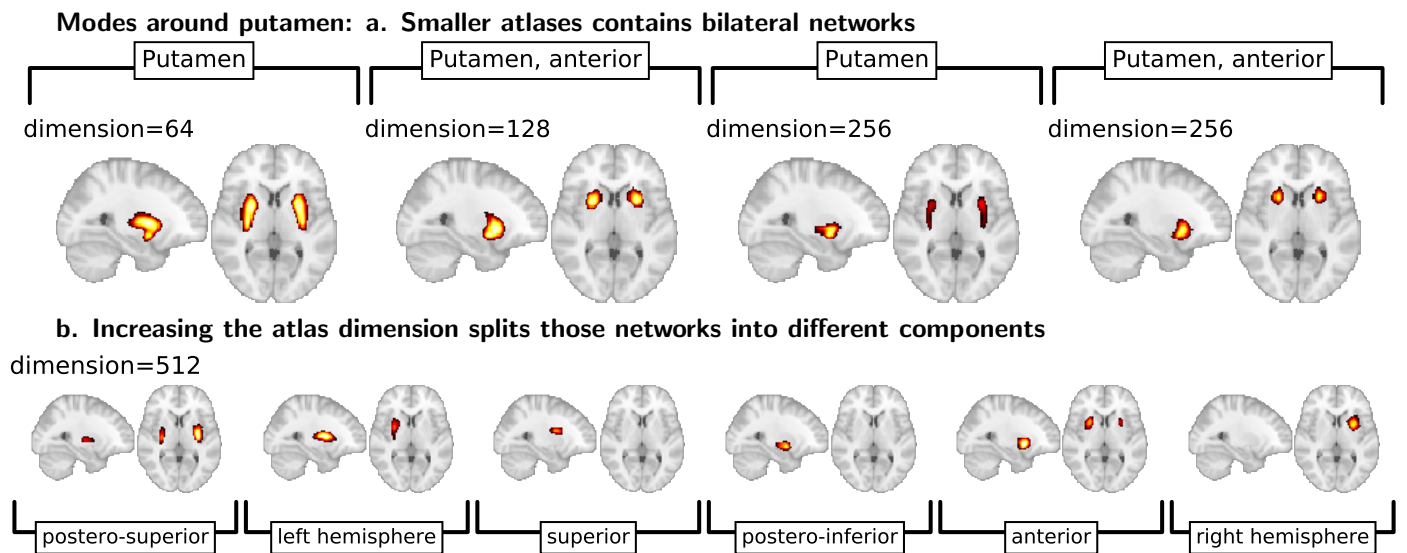 Modes around putamen: a. Smaller atlases contains bilateral networks
Putamen
Putamen, anterior
Putamen
Putamen, anterior
dimension=64
dimension=128
dimension=256
dimension=256
b. Increasing the atlas dimension splits those networks into different components
dimension=512
postero-superior
left hemisphere
superior
postero-inferior
anterior
right hemisphere